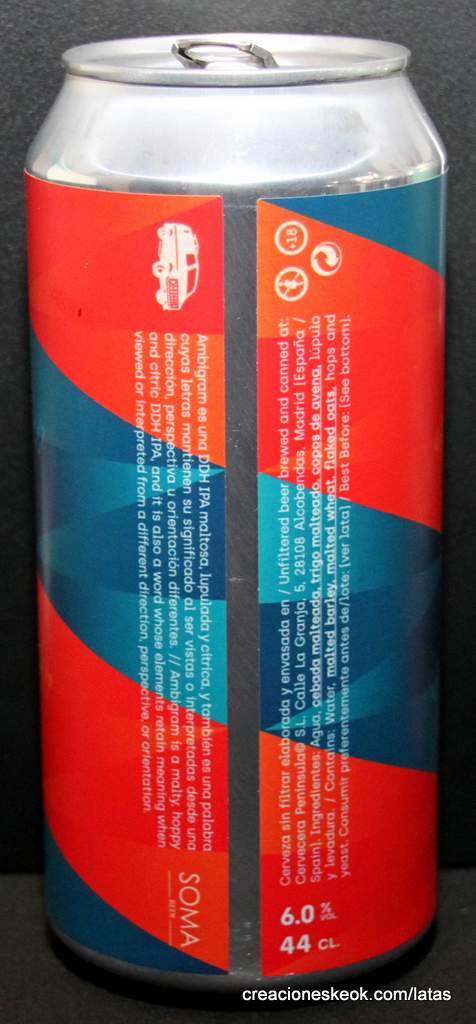 Ambigram es una DDH IPA maltosa, lupulada y cítrica, y también es una palabra
cuyas letras mantienen su significado al ser vistas o interpretadas desde una
dirección, perspectiva u orientación diferentes. // Ambigram is a malty, hoppy
and citric DDH IPA, and it is also a word whose elements retain meaning when
viewed or interpreted from a different direction, perspective, or orientation.
SOMA
BEER
+18
Cerveza sin filtrar elaborada y envasada en / Unfiltered beer brewed and canned at:
Cervecera Península® S.L. Calle La Granja, 5, 28108 Alcobendas, Madrid [España /
Spain]. Ingredientes: Agua, cebada malteada, trigo malteado, copos de avena, lúpulo
y levadura. / Contains: Water, malted barley, malted wheat, flaked oats, hops and
yeast. Consumir preferentemente antes de/lote: [ver lata] / Best Before: [See bottom].
6.0 % VOL.
44 CL.
creacioneskeok.com/latas